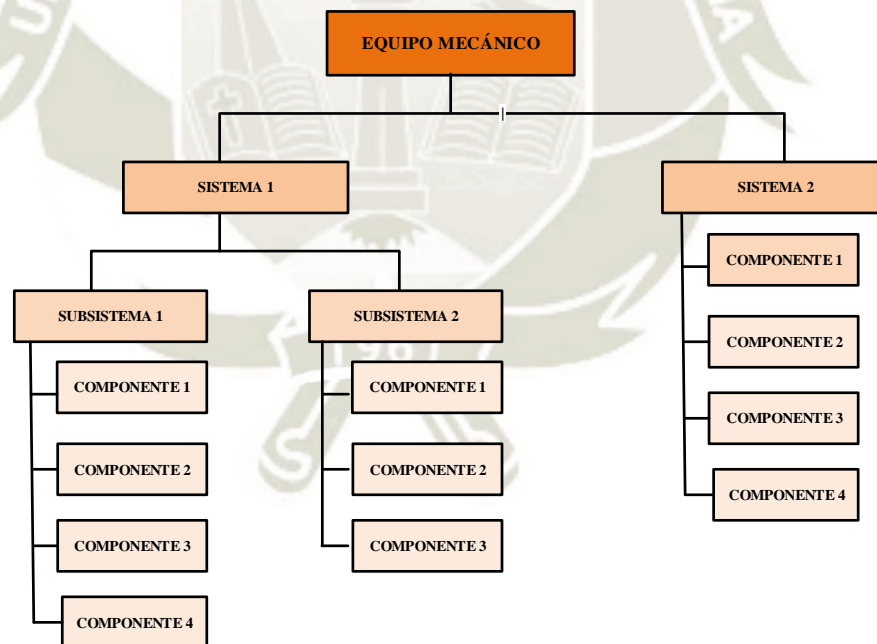 EQUIPO MECÁNICO
SISTEMA 1
SISTEMA 2
COMPONENTE 1
SUBSISTEMA 1
SUBSISTEMA 2
COMPONENTE 2
COMPONENTE 1
COMPONENTE 1
COMPONENTE 3
COMPONENTE 2
COMPONENTE 2
COMPONENTE 4
COMPONENTE 3
COMPONENTE 3
COMPONENTE 4